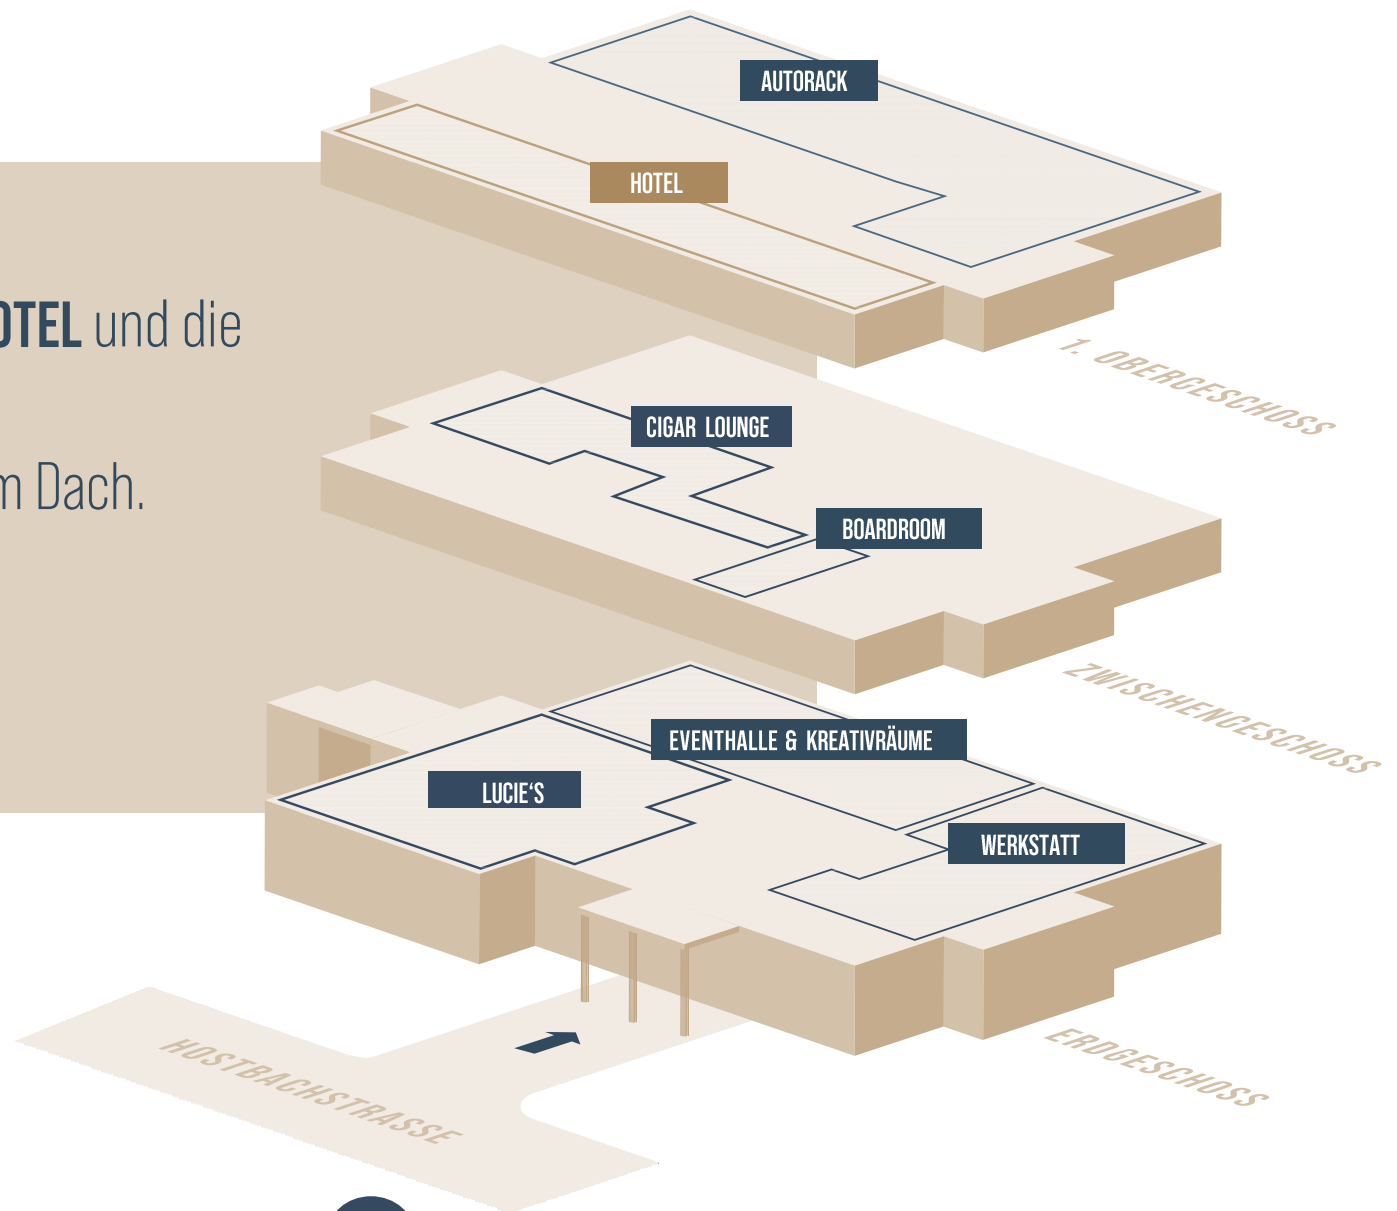 AUTORACK
HOTEL
OTEL und die
1. OBERGESCHOSS
CIGAR LOUNGE
m Dach.
BOARDROOM
ZWISCHENGESCHOSS
EVENTHALLE & KREATIVRÄUME
LUCIE‘S
WERKSTATT
ERDGESCHOSS
HOSTBACHSTRASSE